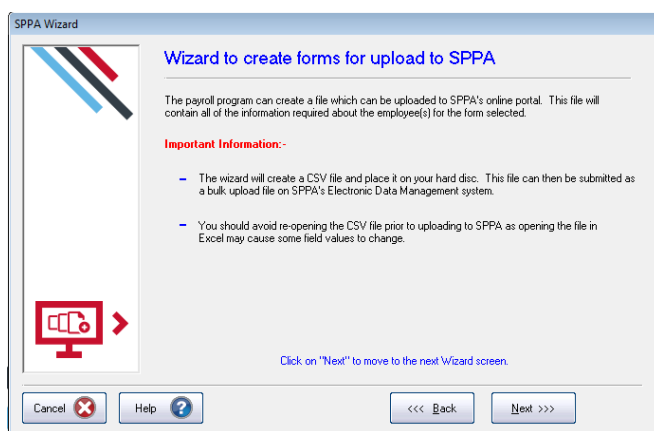 SPPA Wizard
Wizard to create forms for upload to SPPA
The payroll program can create a file which can be uploaded to SPPA's online portal. This file will
contain all of the information required about the employee(s) for the form selected.
Important Information:-
– The wizard will create a CSV file and place it on your hard disc. This file can then be submitted as
a bulk upload file on SPPA's Electronic Data Management system.
– You should avoid re-opening the CSV file prior to uploading to SPPA as opening the file in
Excel may cause some field values to change.
Click on "Next" to move to the next Wizard screen.
Cancel Help <<< Back Next >>>